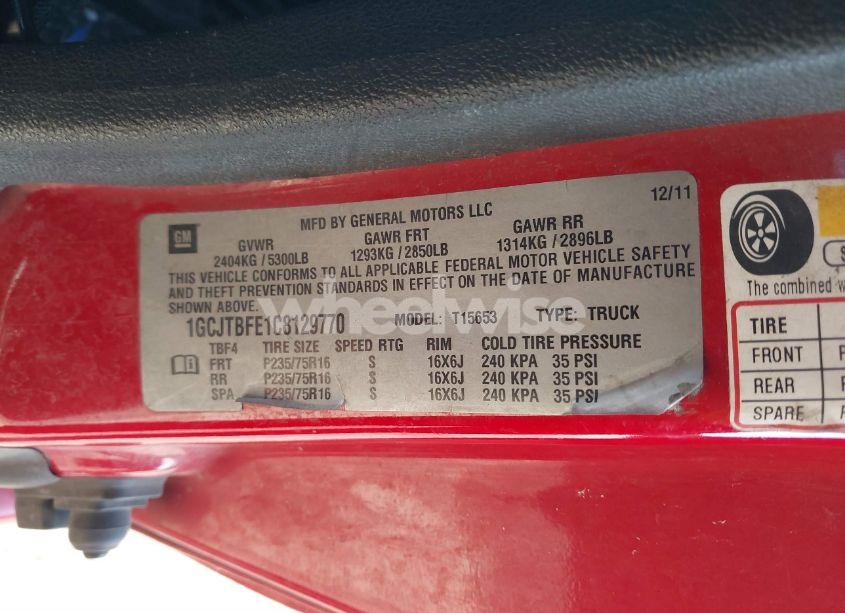 GM
MFD BY GENERAL MOTORS LLC
12/11
GVWR GAWR FRT GAWR RR
2404KG / 5300LB 1293KG / 2850LB 1314KG / 2896LB
THIS VEHICLE CONFORMS TO ALL APPLICABLE FEDERAL MOTOR VEHICLE SAFETY
AND THEFT PREVENTION STANDARDS IN EFFECT ON THE DATE OF MANUFACTURE
SHOWN ABOVE.
1GCJTBFE1C8129770 MODEL: T15653 TYPE: TRUCK
TBF4 TIRE SIZE SPEED RTG RIM COLD TIRE PRESSURE
FRT P235/75R16 S 16X6J 240 KPA 35 PSI
RR P235/75R16 S 16X6J 240 KPA 35 PSI
SPA P235/75R16 S 16X6J 240 KPA 35 PSI
wheelwise
The combined
TIRE
FRONT
REAR
SPARE